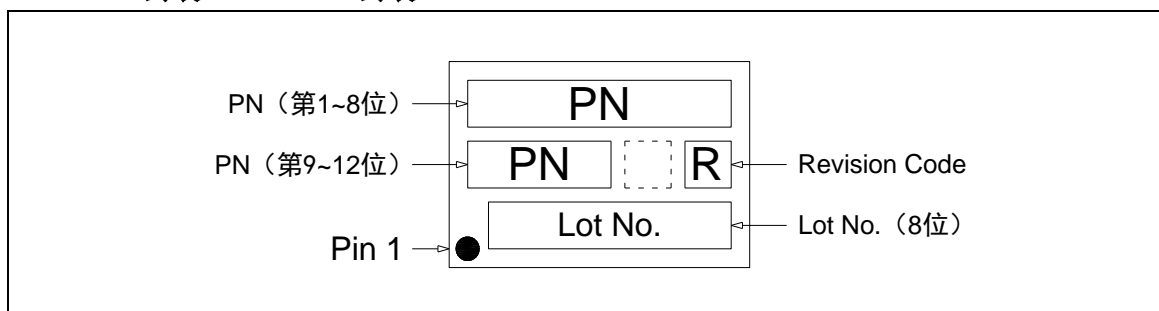 PN（第1~8位） PN
PN（第9~12位） PN R Revision Code
Lot No. Lot No.（8位）
Pin 1